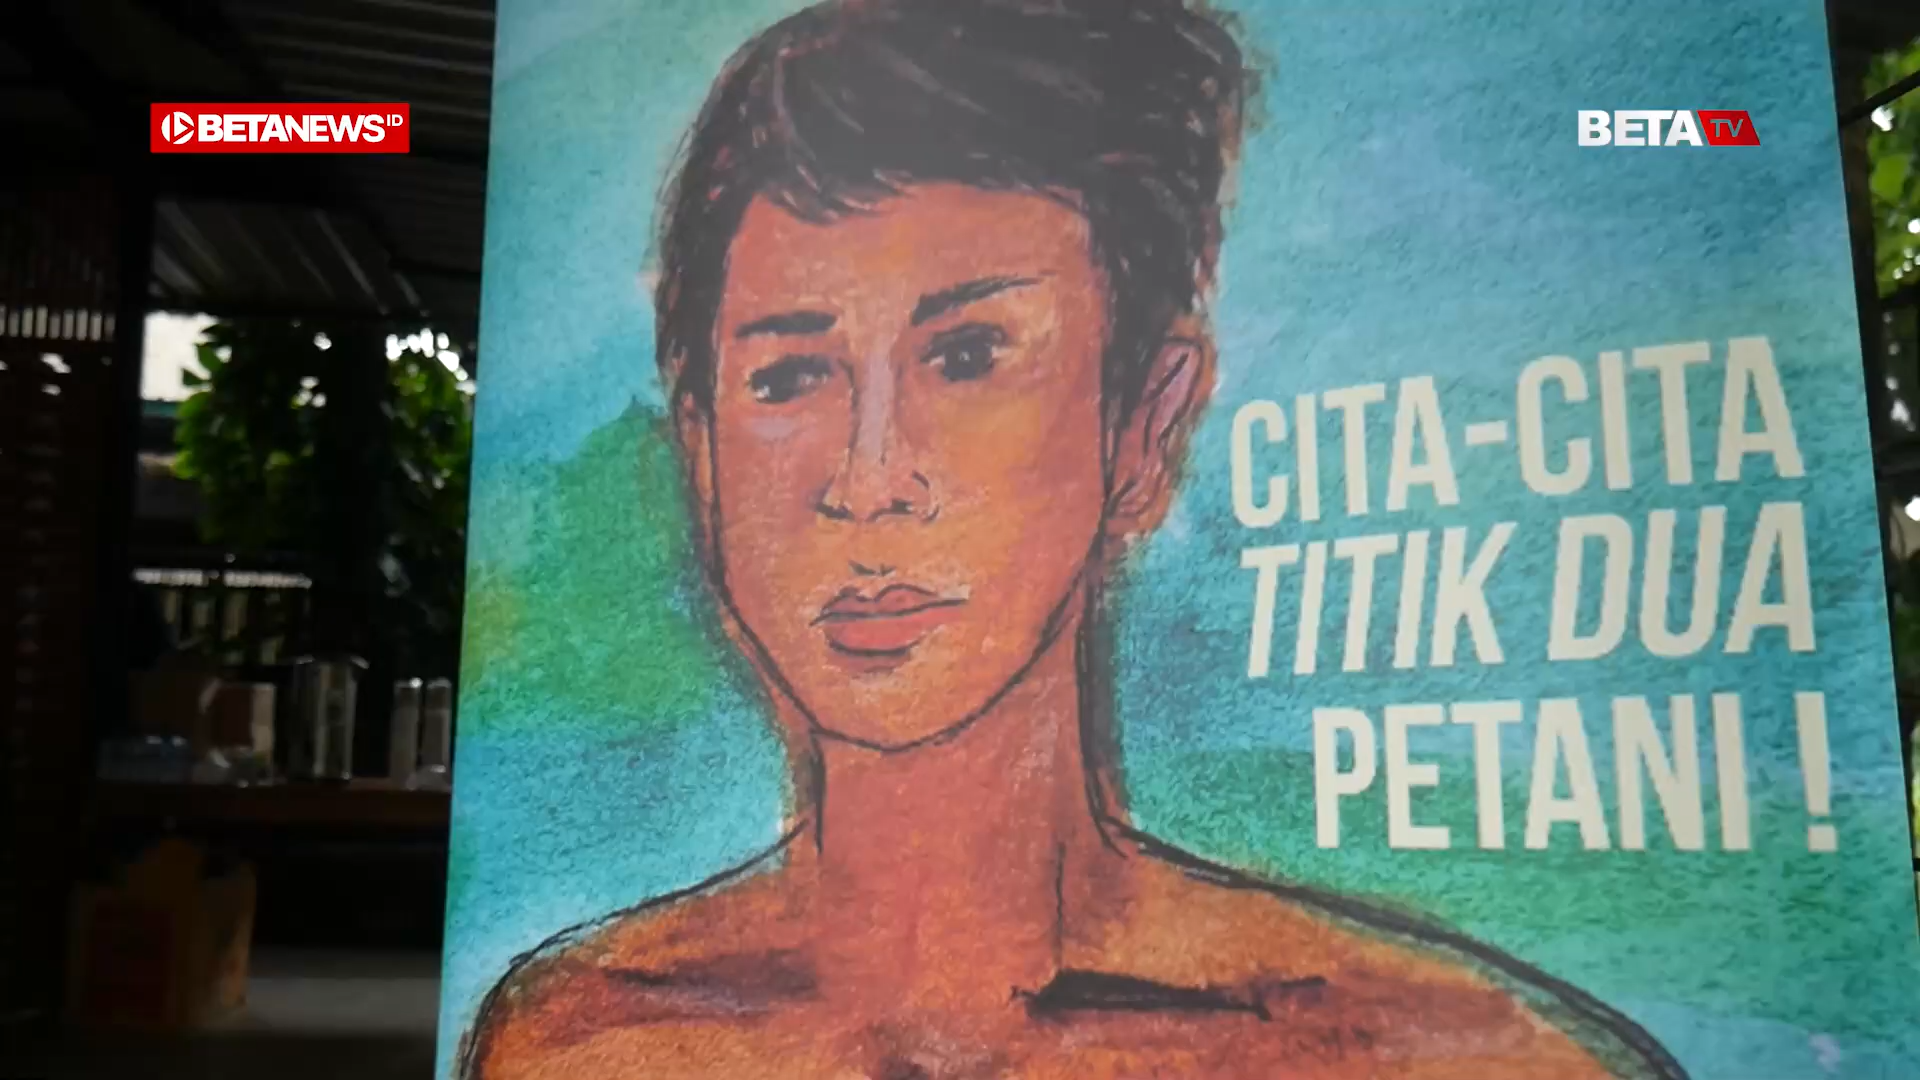 BETANEWS ID
BETA TV
CITA-CITA
TITIK DUA
PETANI !